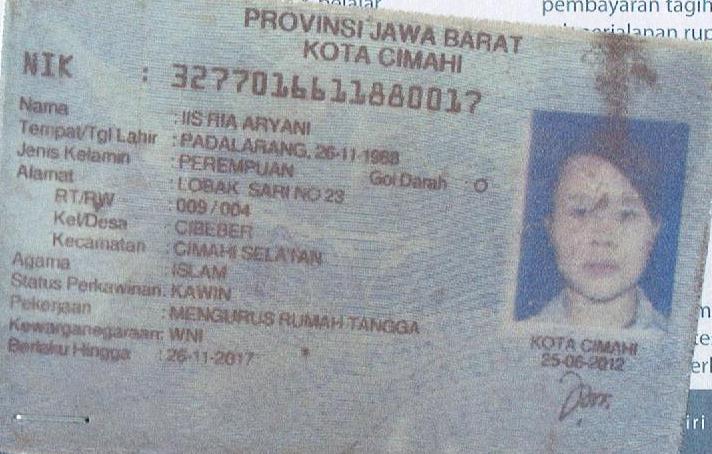 pembayaran tagih
PROVINSI JAWA BARAT
KOTA CIMAHI
NIK : 3277016611880017
Nama : IIS RIA ARYANI
Tempat/Tgl Lahir : PADALARANG, 26-11-1988
Jenis Kelamin : PEREMPUAN Gol Darah : O
Alamat : LOBAK SARI NO 23
RT/RW : 009 / 004
Kel/Desa : CIBEBER
Kecamatan : CIMAHI SELATAN
Agama : ISLAM
Status Perkawinan: KAWIN
Pekerjaan : MENGURUS RUMAH TANGGA
Kewarganegaraan: WNI
Berlaku Hingga : 26-11-2017
KOTA CIMAHI
25-06-2012
iri